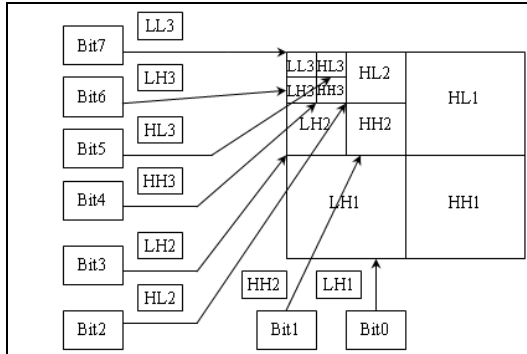 LL3
Bit7
LL3 HL3 HL2
LH3
Bit6
LH3 HH3
HL1
HL3
Bit5
LH2 HH2
HH3
Bit4
LH1 HH1
LH2
Bit3
HL2
HH2 LH1
Bit2 Bit1 Bit0